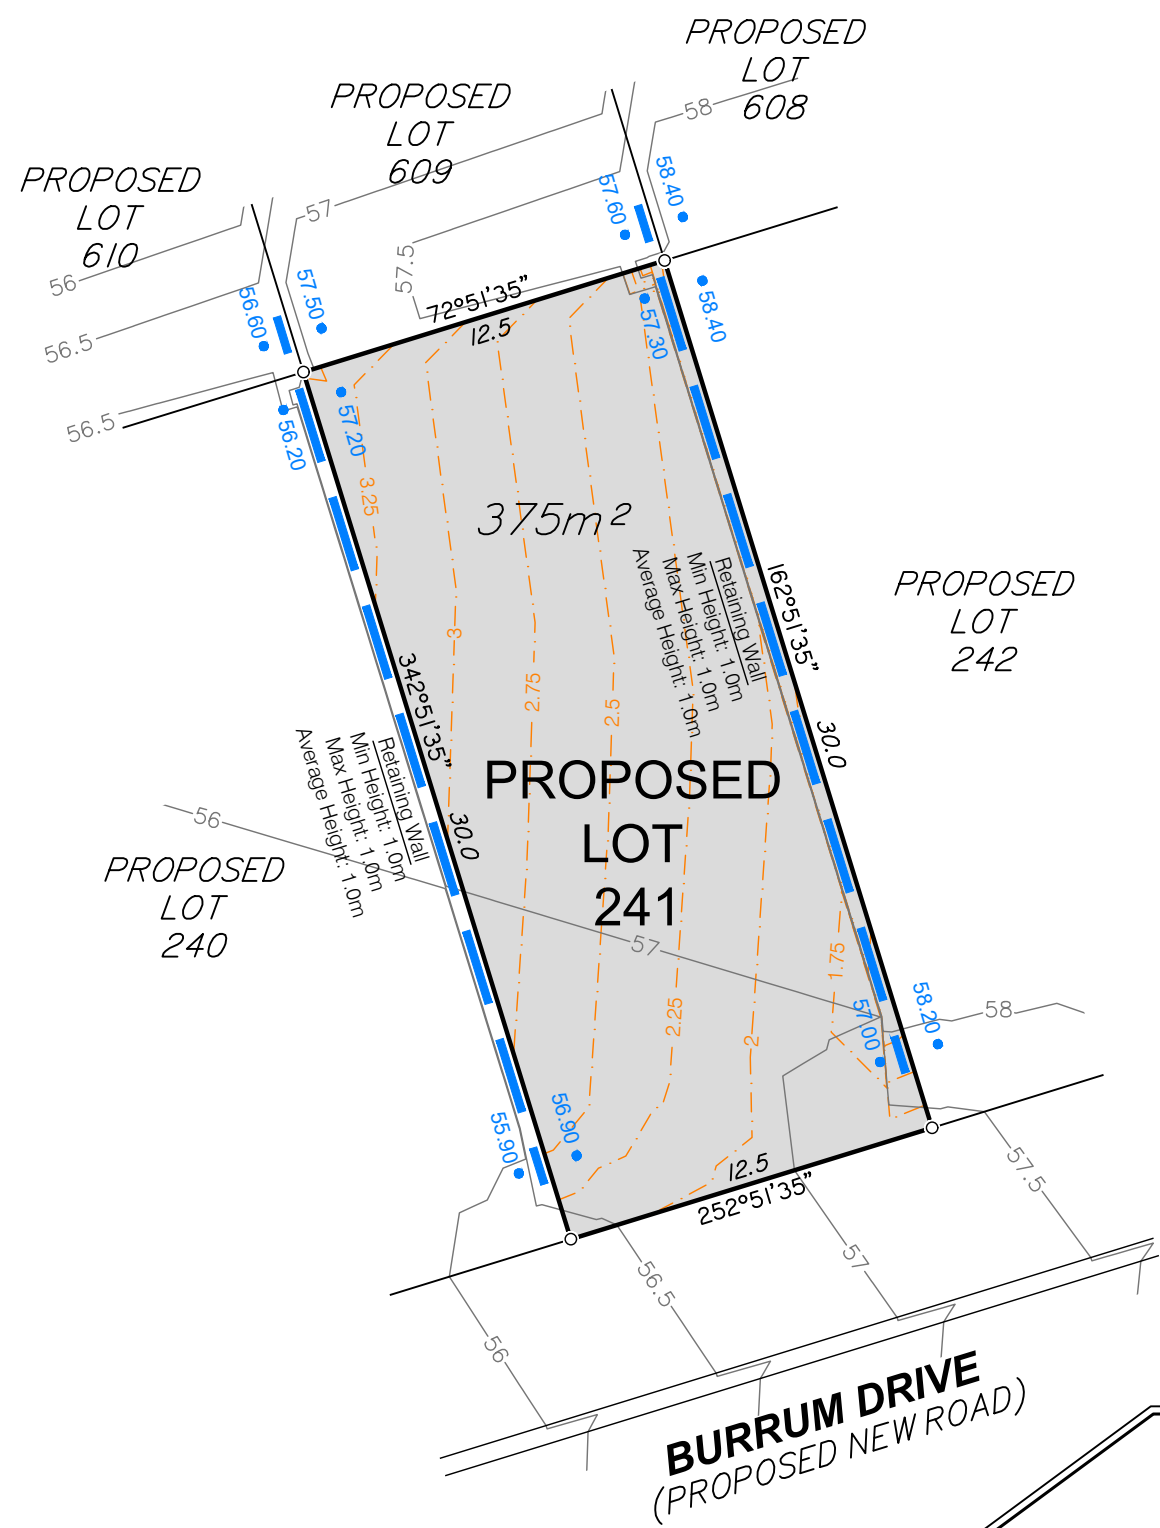 PROPOSED
LOT
608
58
PROPOSED
LOT
609
PROPOSED
LOT
610
57
57.5
56
56.5
56.5
58.40
57.60
57.50
56.60
58.40
57.30
57.20
56.20
72°51'35"
12.5
375m²
3.25
3
2.75
2.5
2.25
2
1.75
Retaining Wall
Min Height: 1.0m
Max Height: 1.0m
Average Height: 1.0m
162°51'35"
30.0
PROPOSED
LOT
242
342°51'35"
30.0
Retaining Wall
Min Height: 1.0m
Max Height: 1.0m
Average Height: 1.0m
PROPOSED
LOT
241
56
57
PROPOSED
LOT
240
57.00
58.20
58
56.90
55.90
12.5
252°51'35"
57.5
57
56.5
56
BURRUM DRIVE
(PROPOSED NEW ROAD)